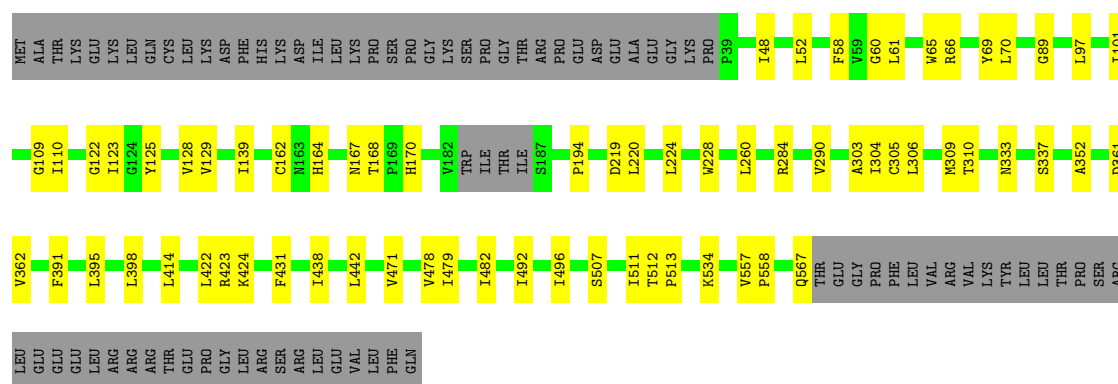 MET ALA THR LYS GLU LYS LEU GLN CYS LEU LYS ASP PHE HIS LYS ASP ILE LEU LYS PRO SER PRO GLY LYS SER PRO GLY THR ARG PRO GLU ASP GLU ALA GLU GLY LYS PRO P39 I48 L52 F58 V59 G60 L61 W65 R66 Y69 L70 G89 L97 I101
G109 I110 G122 I123 G124 Y125 V128 V129 I139 C162 N163 H164 N167 T168 P169 H170 V182 TRP ILE THR ILE S187 P194 D219 L220 L224 W228 L260 R284 V290 A303 I304 C305 L306 M309 T310 N333 S337 A352 D361
V362 F391 L395 L398 L414 L422 R423 K424 F431 I438 L442 V471 V478 I479 I482 I492 I496 S507 I511 T512 P513 K534 V557 P558 Q567 THR GLU GLY PRO PHE LEU VAL ARG VAL LYS TYR LEU LEU THR PRO SER ARG
LEU GLU GLU GLU GLU LEU ARG ARG ARG THR GLU PRO GLY LEU ARG SER ARG LEU GLU VAL LEU PHE GLN